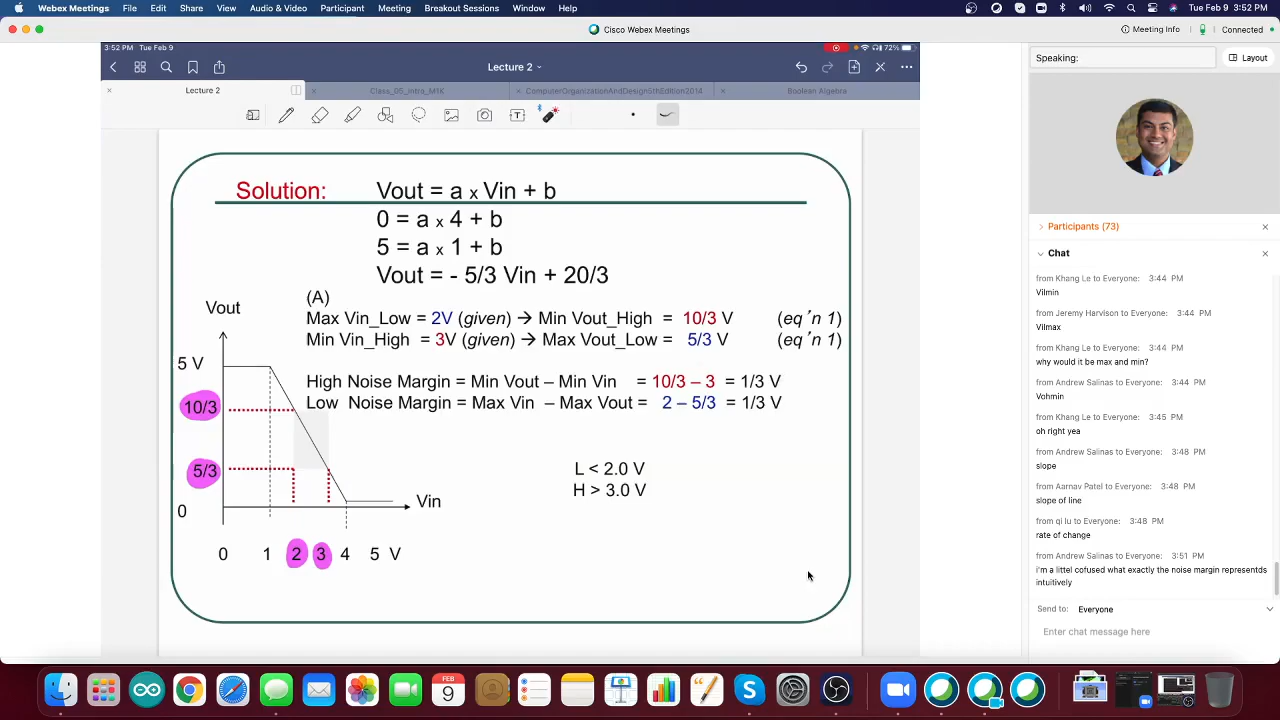 Webex Meetings File Edit Share View Audio & Video Participant Meeting Breakout Sessions Window Help
Tue Feb 9 3:52 PM
Cisco Webex Meetings
Meeting Info
Connected
3:52 PM Tue Feb 9
72%
Lecture 2
Lecture 2
Class_05_Intra_M1K
ComputerOrganizationAndDesign5thEdition2014
Boolean Algebra
Solution:
Vout = a x Vin + b
0 = a x 4 + b
5 = a x 1 + b
Vout = - 5/3 Vin + 20/3
(A)
Max Vin_Low = 2V (given) → Min Vout_High = 10/3 V (eq’n 1)
Min Vin_High = 3V (given) → Max Vout_Low = 5/3 V (eq’n 1)
High Noise Margin = Min Vout – Min Vin = 10/3 – 3 = 1/3 V
Low Noise Margin = Max Vin – Max Vout = 2 – 5/3 = 1/3 V
L < 2.0 V
H > 3.0 V
Vout
5 V
10/3
5/3
0
Vin
0 1 2 3 4 5 V
Speaking:
Layout
Participants (73)
Chat
from Khang Le to Everyone: 3:44 PM
Vilmin
from Jeremy Harvison to Everyone: 3:44 PM
Vilmax
from Khang Le to Everyone: 3:44 PM
why would it be max and min?
from Andrew Salinas to Everyone: 3:44 PM
Vohmin
from Khang Le to Everyone: 3:45 PM
oh right yea
from Andrew Salinas to Everyone: 3:48 PM
slope
from Aarnav Patel to Everyone: 3:48 PM
slope of line
from qi lu to Everyone: 3:48 PM
rate of change
from Andrew Salinas to Everyone: 3:51 PM
i'm a littel cofused what exactly the noise margin representds
intuitively
Send to: Everyone
Enter chat message here
FEB
9